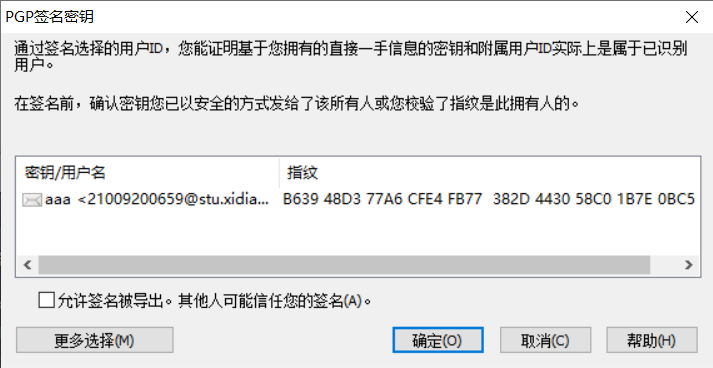 PGP签名密钥
通过签名选择的用户ID，您能证明基于您拥有的直接一手信息的密钥和附属用户ID实际上是属于已识别
用户。
在签名前，确认密钥您已以安全的方式发给了该所有人或您校验了指纹是此拥有人的。
密钥/用户名 指纹
aaa <21009200659@stu.xidia... B639 48D3 77A6 CFE4 FB77 382D 4430 58C0 1B7E 0BC5
允许签名被导出。其他人可能信任您的签名(A)。
更多选择(M) 确定(O) 取消(C) 帮助(H)